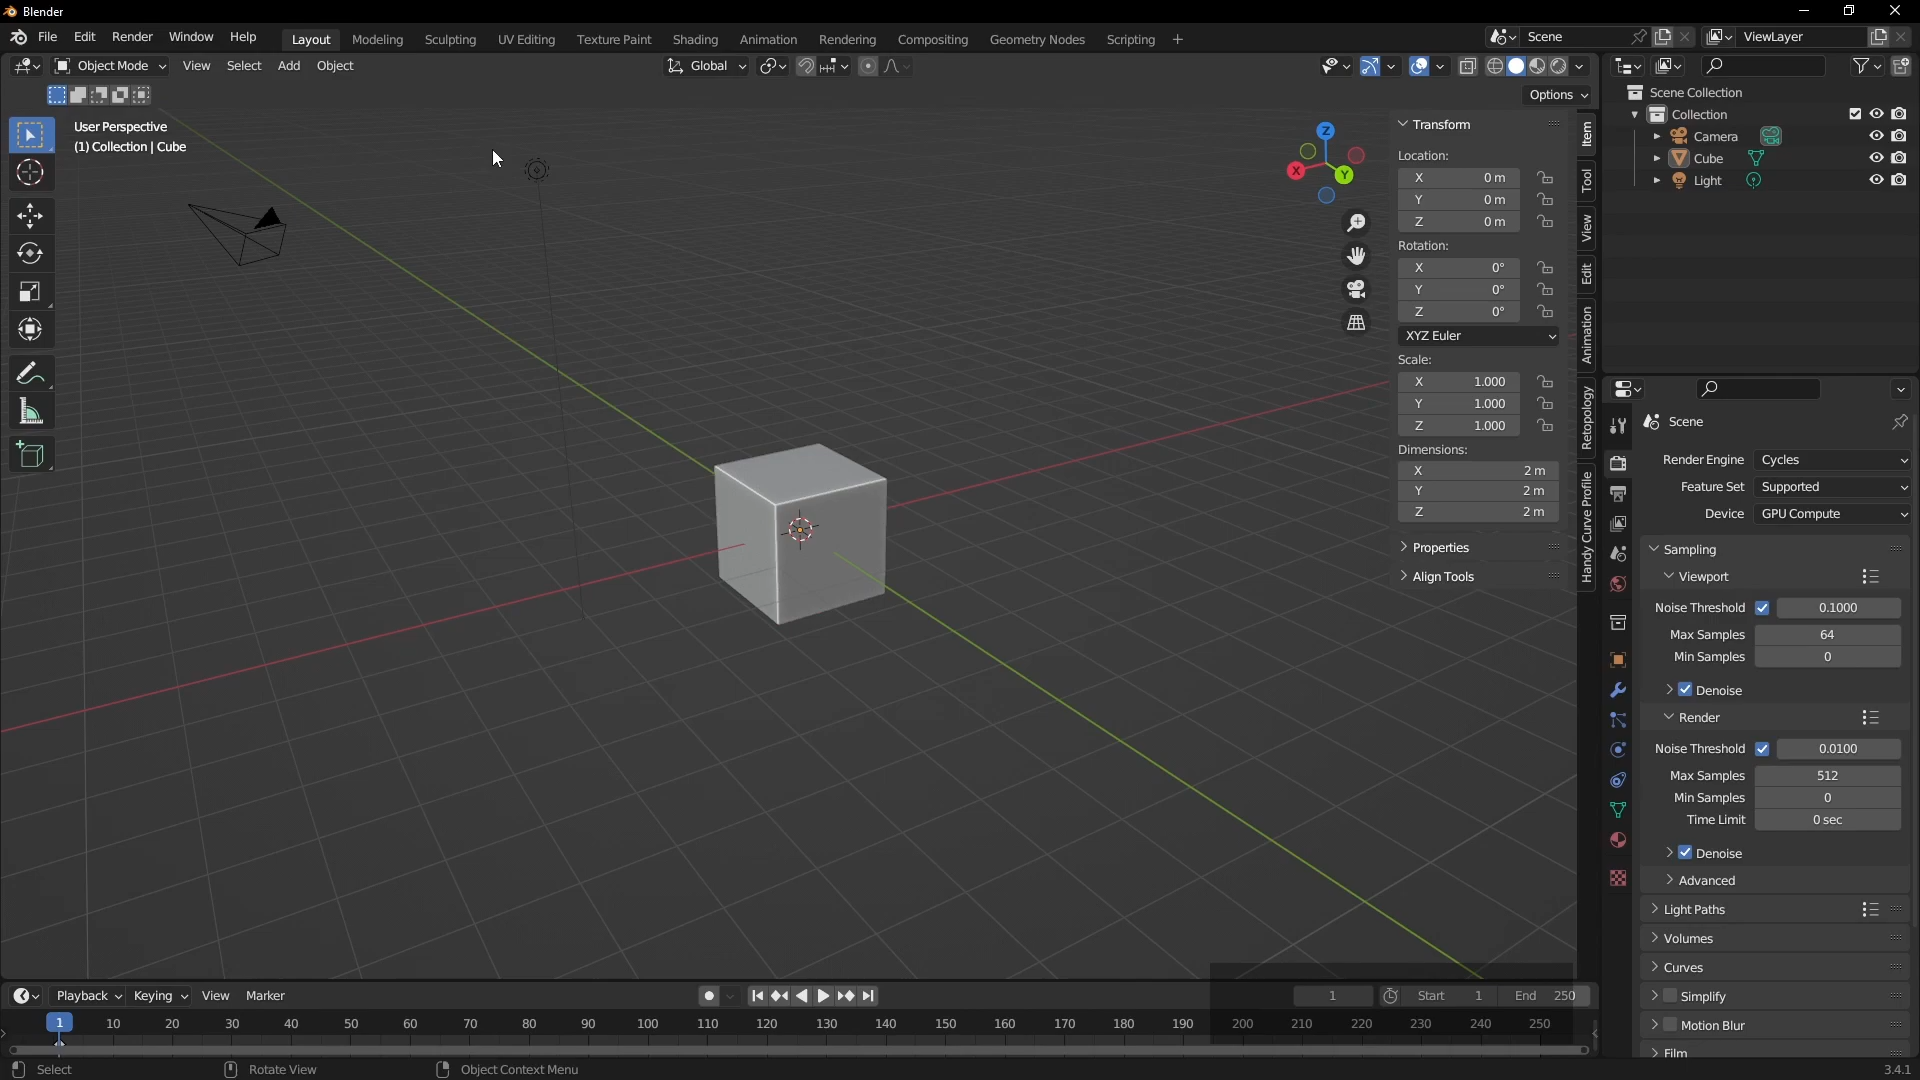 Blender
File Edit Render Window Help Layout Modeling Sculpting UV Editing Texture Paint Shading Animation Rendering Compositing Geometry Nodes Scripting + Scene ViewLayer
Object Mode View Select Add Object Global
Options
User Perspective
(1) Collection | Cube
Z
X
Y
Transform
Location:
X 0 m
Y 0 m
Z 0 m
Rotation:
X 0°
Y 0°
Z 0°
XYZ Euler
Scale:
X 1.000
Y 1.000
Z 1.000
Dimensions:
X 2 m
Y 2 m
Z 2 m
Properties
Align Tools
Item
Tool
View
Edit
Animation
Retopology
Handy Curve Profile
Scene Collection
Collection
Camera
Cube
Light
Scene
Render Engine Cycles
Feature Set Supported
Device GPU Compute
Sampling
Viewport
Noise Threshold 0.1000
Max Samples 64
Min Samples 0
Denoise
Render
Noise Threshold 0.0100
Max Samples 512
Min Samples 0
Time Limit 0 sec
Denoise
Advanced
Light Paths
Volumes
Curves
Simplify
Motion Blur
Film
Playback Keying View Marker 1 Start 1 End 250
1 10 20 30 40 50 60 70 80 90 100 110 120 130 140 150 160 170 180 190 200 210 220 230 240 250
Select Rotate View Object Context Menu 3.4.1